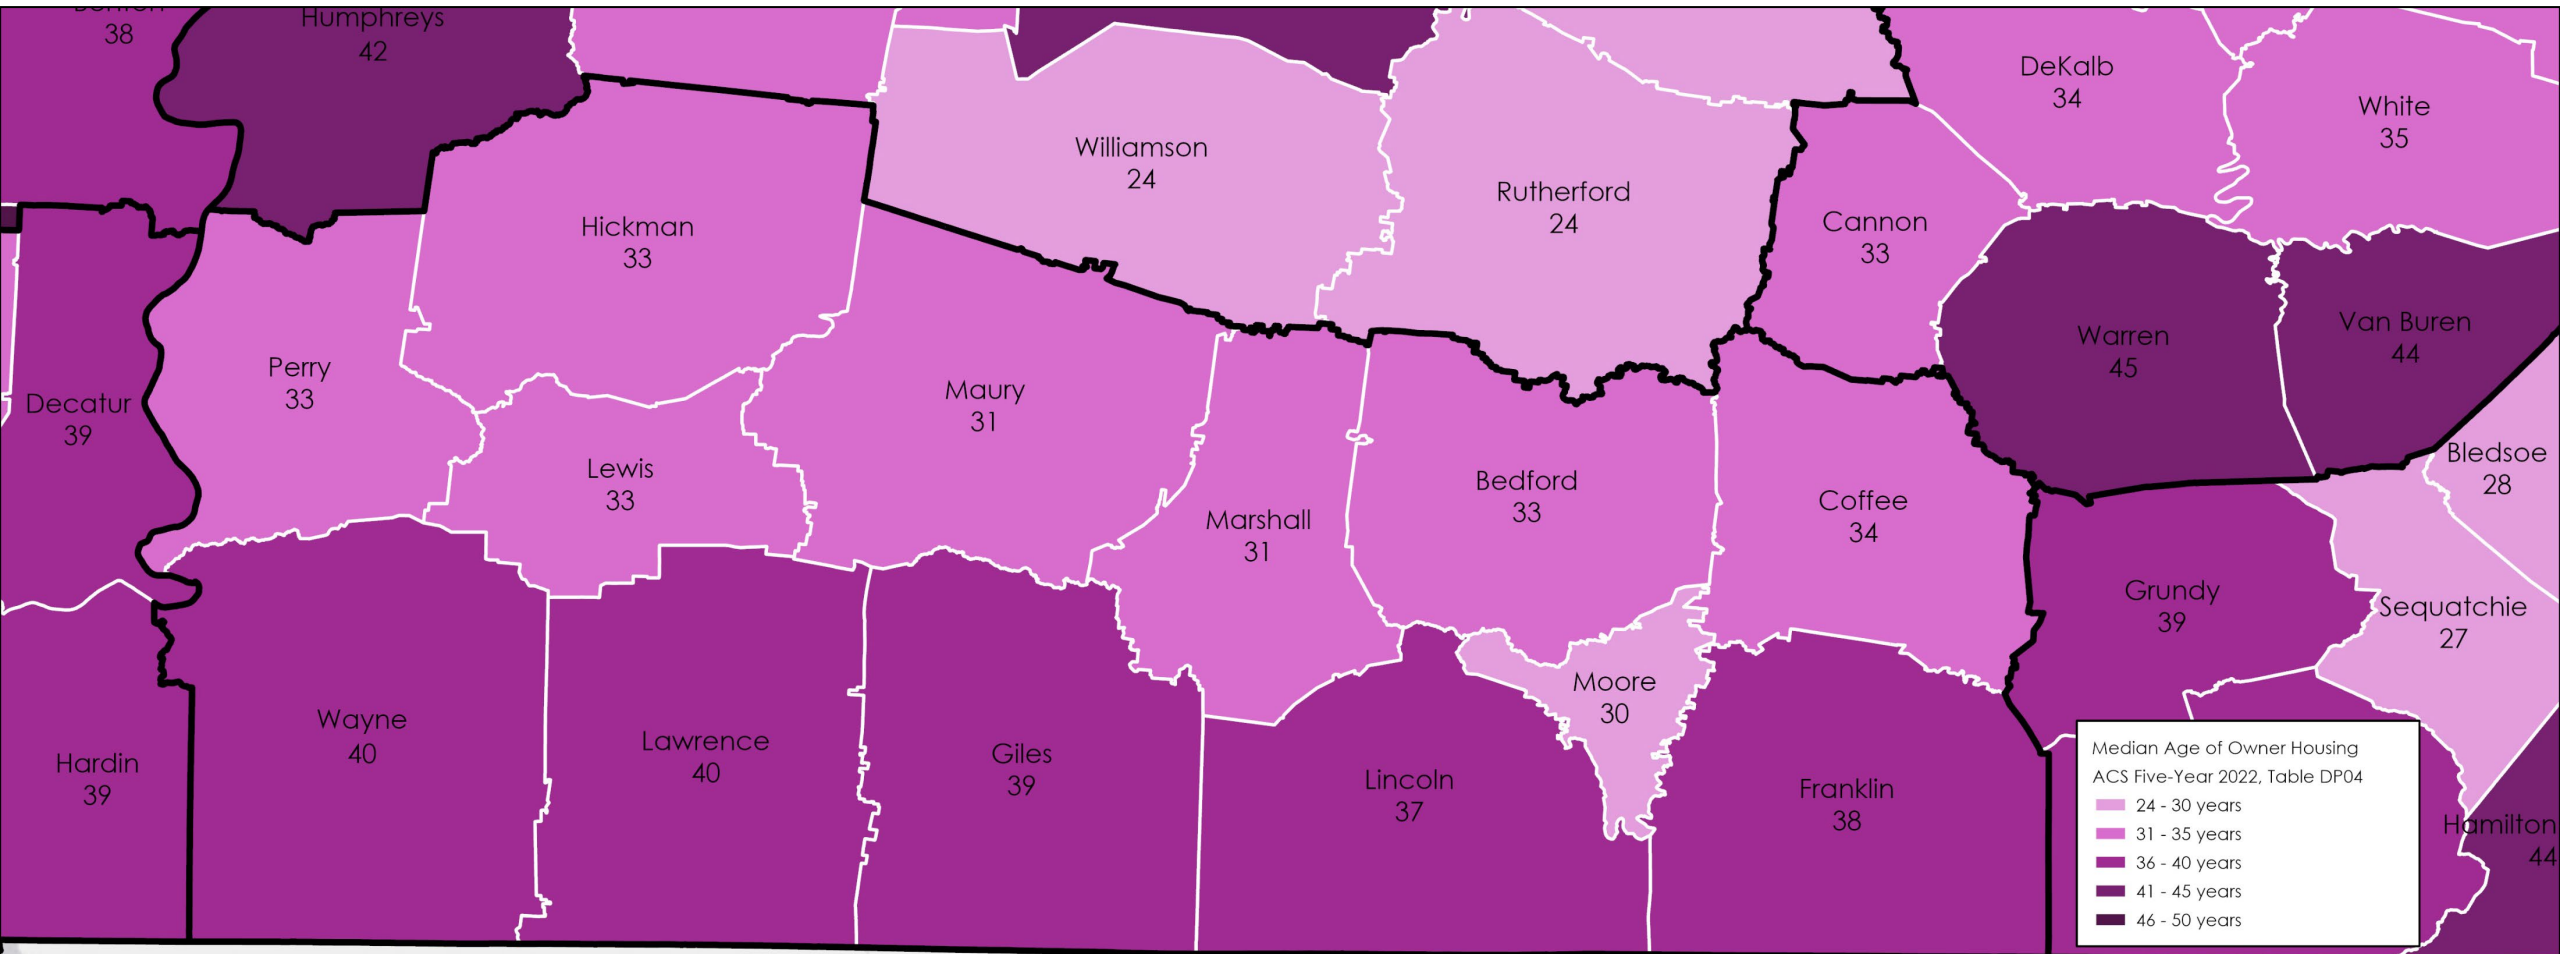 38
Humphreys
42
DeKalb
34
White
35
Williamson
24
Rutherford
24
Hickman
33
Cannon
33
Warren
45
Van Buren
44
Perry
33
Decatur
39
Maury
31
Lewis
33
Marshall
31
Bedford
33
Coffee
34
Bledsoe
28
Grundy
39
Sequatchie
27
Moore
30
Wayne
40
Lawrence
40
Giles
39
Hardin
39
Lincoln
37
Franklin
38
Hamilton
44
Median Age of Owner Housing
ACS Five-Year 2022, Table DP04
24 - 30 years
31 - 35 years
36 - 40 years
41 - 45 years
46 - 50 years